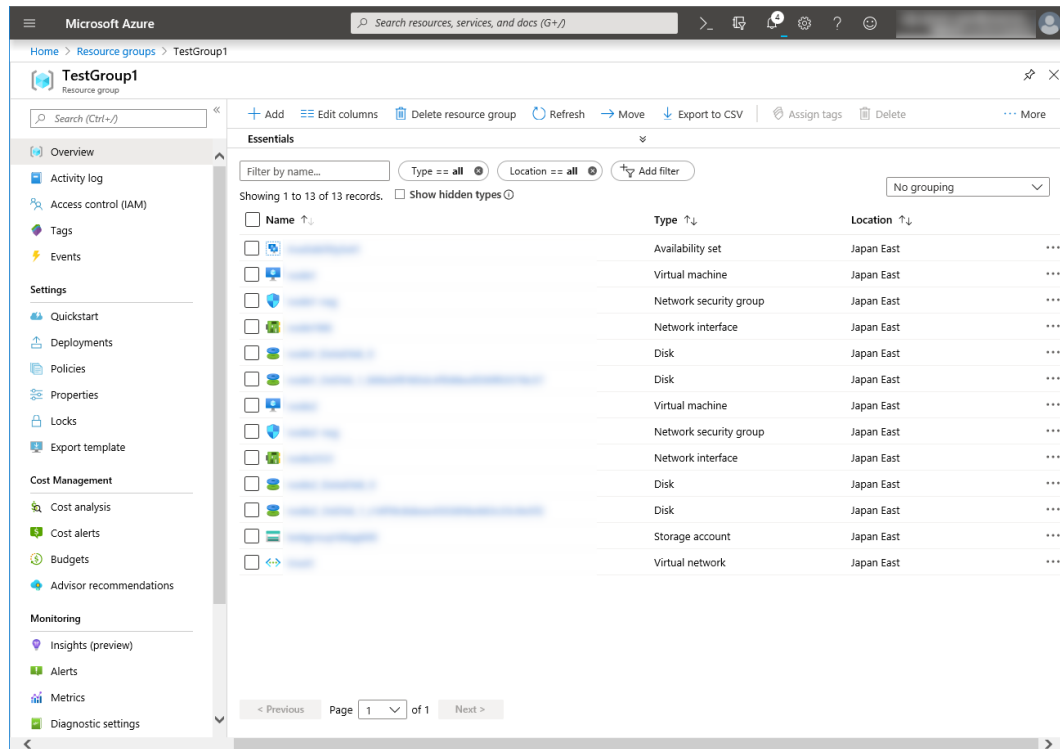 Microsoft Azure
Search resources, services, and docs (G+/)
4
Home > Resource groups > TestGroup1
TestGroup1
Resource group
Search (Ctrl+/)
Overview
Activity log
Access control (IAM)
Tags
Events
Settings
Quickstart
Deployments
Policies
Properties
Locks
Export template
Cost Management
Cost analysis
Cost alerts
Budgets
Advisor recommendations
Monitoring
Insights (preview)
Alerts
Metrics
Diagnostic settings
Add Edit columns Delete resource group Refresh Move Export to CSV Assign tags Delete ··· More
Essentials
Filter by name... Type == all Location == all Add filter
Showing 1 to 13 of 13 records. Show hidden types No grouping
Name Type Location
Availability set Japan East
Virtual machine Japan East
Network security group Japan East
Network interface Japan East
Disk Japan East
Disk Japan East
Virtual machine Japan East
Network security group Japan East
Network interface Japan East
Disk Japan East
Disk Japan East
Storage account Japan East
Virtual network Japan East
< Previous Page 1 of 1 Next >